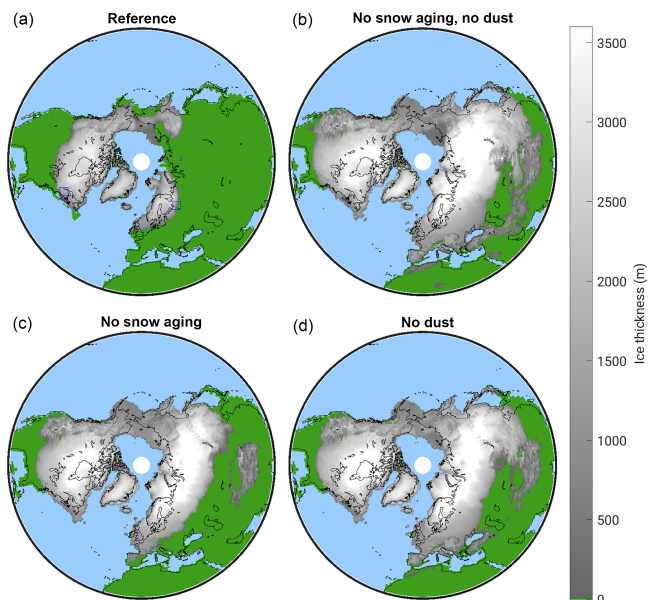 (a)
Reference
(b)
No snow aging, no dust
(c)
No snow aging
(d)
No dust
3500
3000
2500
2000
1500
1000
500
0
Ice thickness (m)